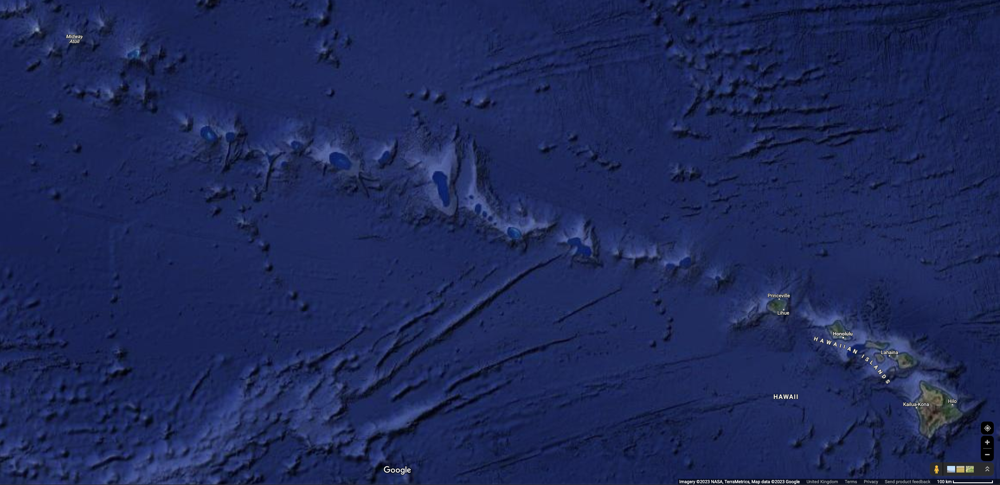 Midway
Atoll
Princeville
Lihue
Honolulu
HAWAIIAN ISLANDS
Lahaina
HAWAII
Kailua-Kona
Hilo
Google
Imagery ©2023 NASA, TerraMetrics, Map data ©2023 Google United Kingdom Terms Privacy Send product feedback 100 km